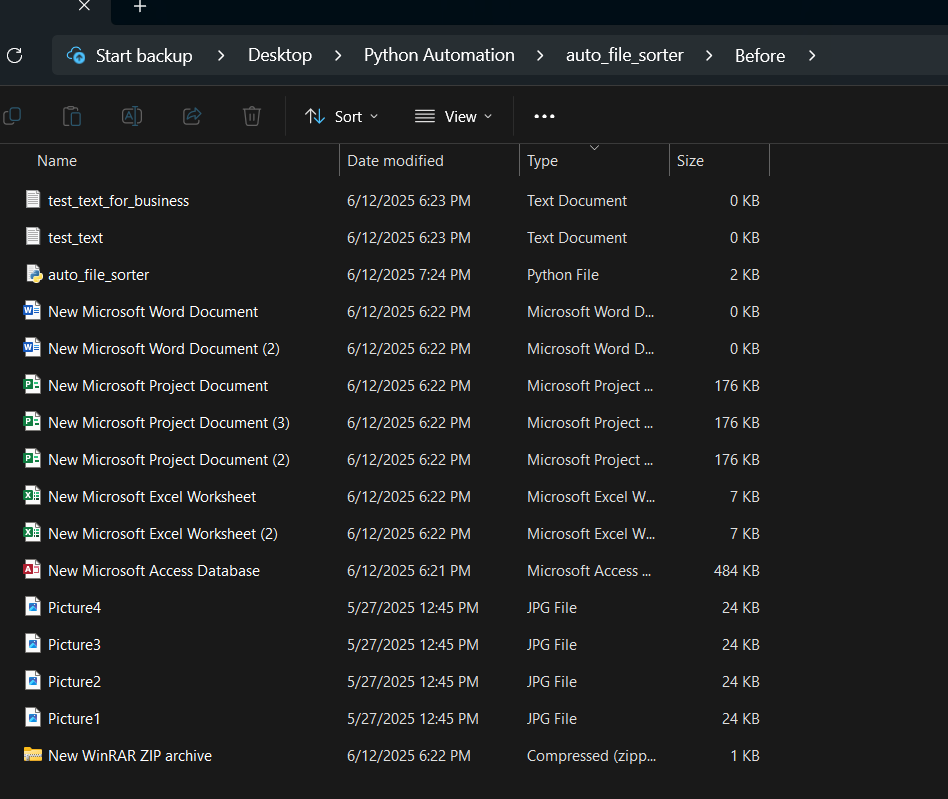 Start backup > Desktop > Python Automation > auto_file_sorter > Before >
Sort View
Name Date modified Type Size
test_text_for_business 6/12/2025 6:23 PM Text Document 0 KB
test_text 6/12/2025 6:23 PM Text Document 0 KB
auto_file_sorter 6/12/2025 7:24 PM Python File 2 KB
New Microsoft Word Document 6/12/2025 6:22 PM Microsoft Word D... 0 KB
New Microsoft Word Document (2) 6/12/2025 6:22 PM Microsoft Word D... 0 KB
New Microsoft Project Document 6/12/2025 6:22 PM Microsoft Project ... 176 KB
New Microsoft Project Document (3) 6/12/2025 6:22 PM Microsoft Project ... 176 KB
New Microsoft Project Document (2) 6/12/2025 6:22 PM Microsoft Project ... 176 KB
New Microsoft Excel Worksheet 6/12/2025 6:22 PM Microsoft Excel W... 7 KB
New Microsoft Excel Worksheet (2) 6/12/2025 6:22 PM Microsoft Excel W... 7 KB
New Microsoft Access Database 6/12/2025 6:21 PM Microsoft Access ... 484 KB
Picture4 5/27/2025 12:45 PM JPG File 24 KB
Picture3 5/27/2025 12:45 PM JPG File 24 KB
Picture2 5/27/2025 12:45 PM JPG File 24 KB
Picture1 5/27/2025 12:45 PM JPG File 24 KB
New WinRAR ZIP archive 6/12/2025 6:22 PM Compressed (zipp... 1 KB